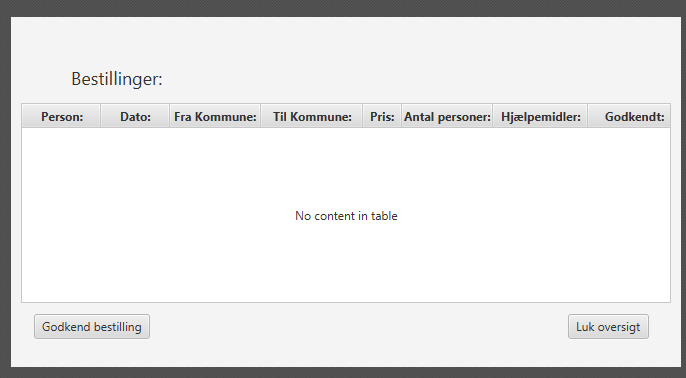 Bestillinger:
Person: Dato: Fra Kommune: Til Kommune: Pris: Antal personer: Hjælpemidler: Godkendt:
No content in table
Godkend bestilling Luk oversigt